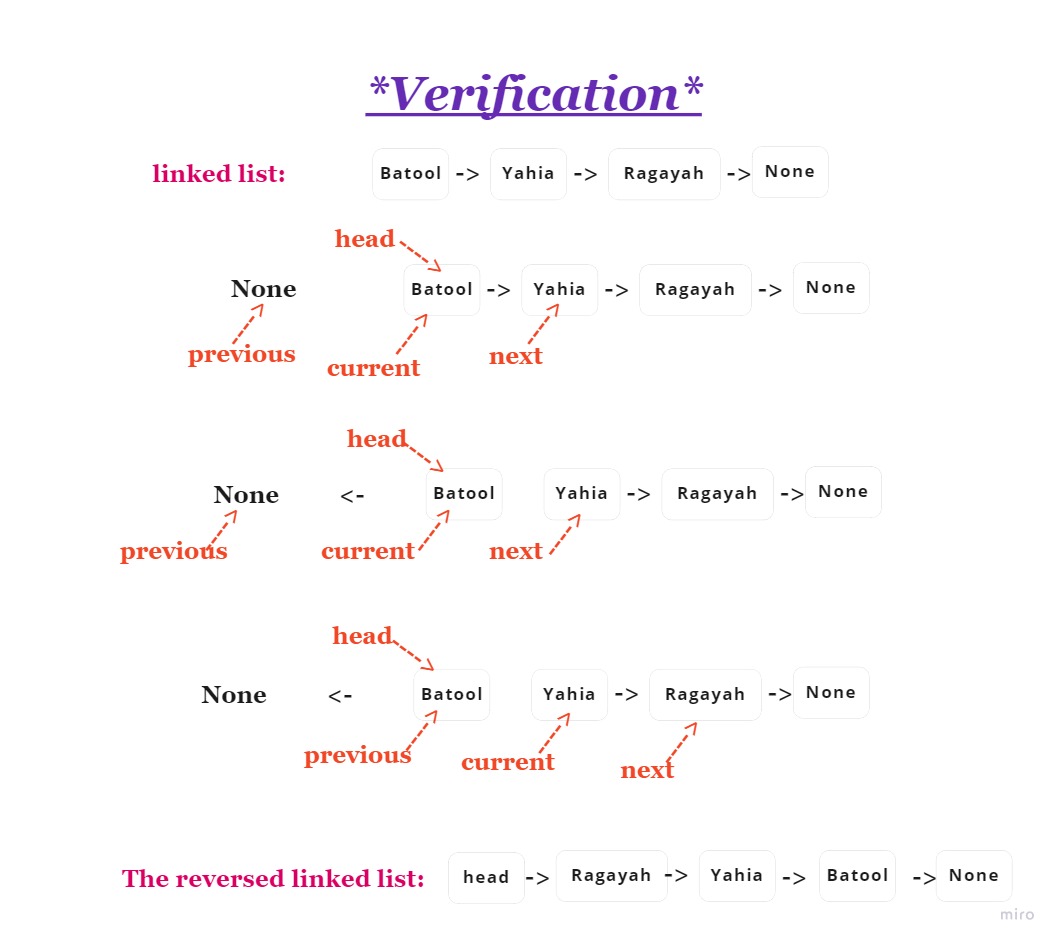 *Verification*
linked list: Batool -> Yahia -> Ragayah -> None
head
None Batool -> Yahia -> Ragayah -> None
previous current next
head
None <- Batool Yahia -> Ragayah -> None
previous current next
head
None <- Batool Yahia -> Ragayah -> None
previous current next
The reversed linked list: head -> Ragayah -> Yahia -> Batool -> None
miro